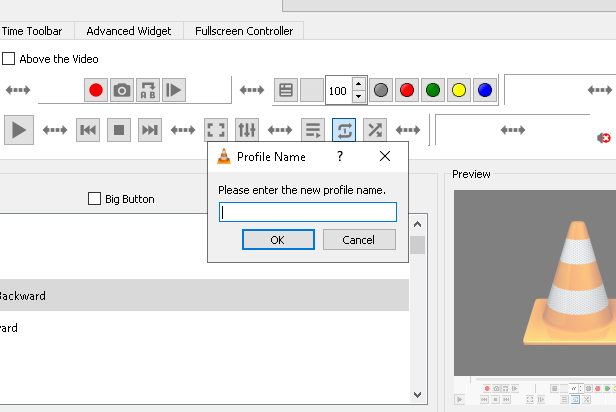 Time Toolbar Advanced Widget Fullscreen Controller
Above the Video
A B 100
Profile Name ? X
Please enter the new profile name.
Preview
Big Button
OK Cancel
Backward